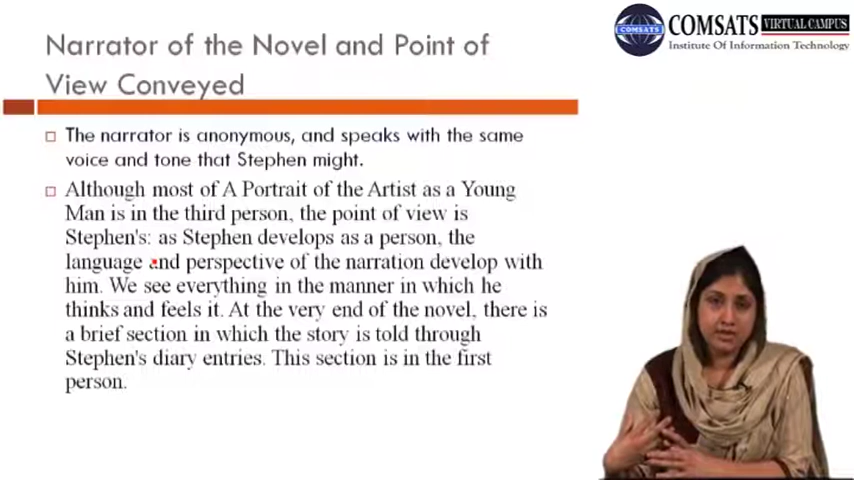 Narrator of the Novel and Point of
View Conveyed
COMSATS VIRTUAL CAMPUS
Institute Of Information Technology
COMSATS
The narrator is anonymous, and speaks with the same
voice and tone that Stephen might.
Although most of A Portrait of the Artist as a Young
Man is in the third person, the point of view is
Stephen's: as Stephen develops as a person, the
language and perspective of the narration develop with
him. We see everything in the manner in which he
thinks and feels it. At the very end of the novel, there is
a brief section in which the story is told through
Stephen's diary entries. This section is in the first
person.